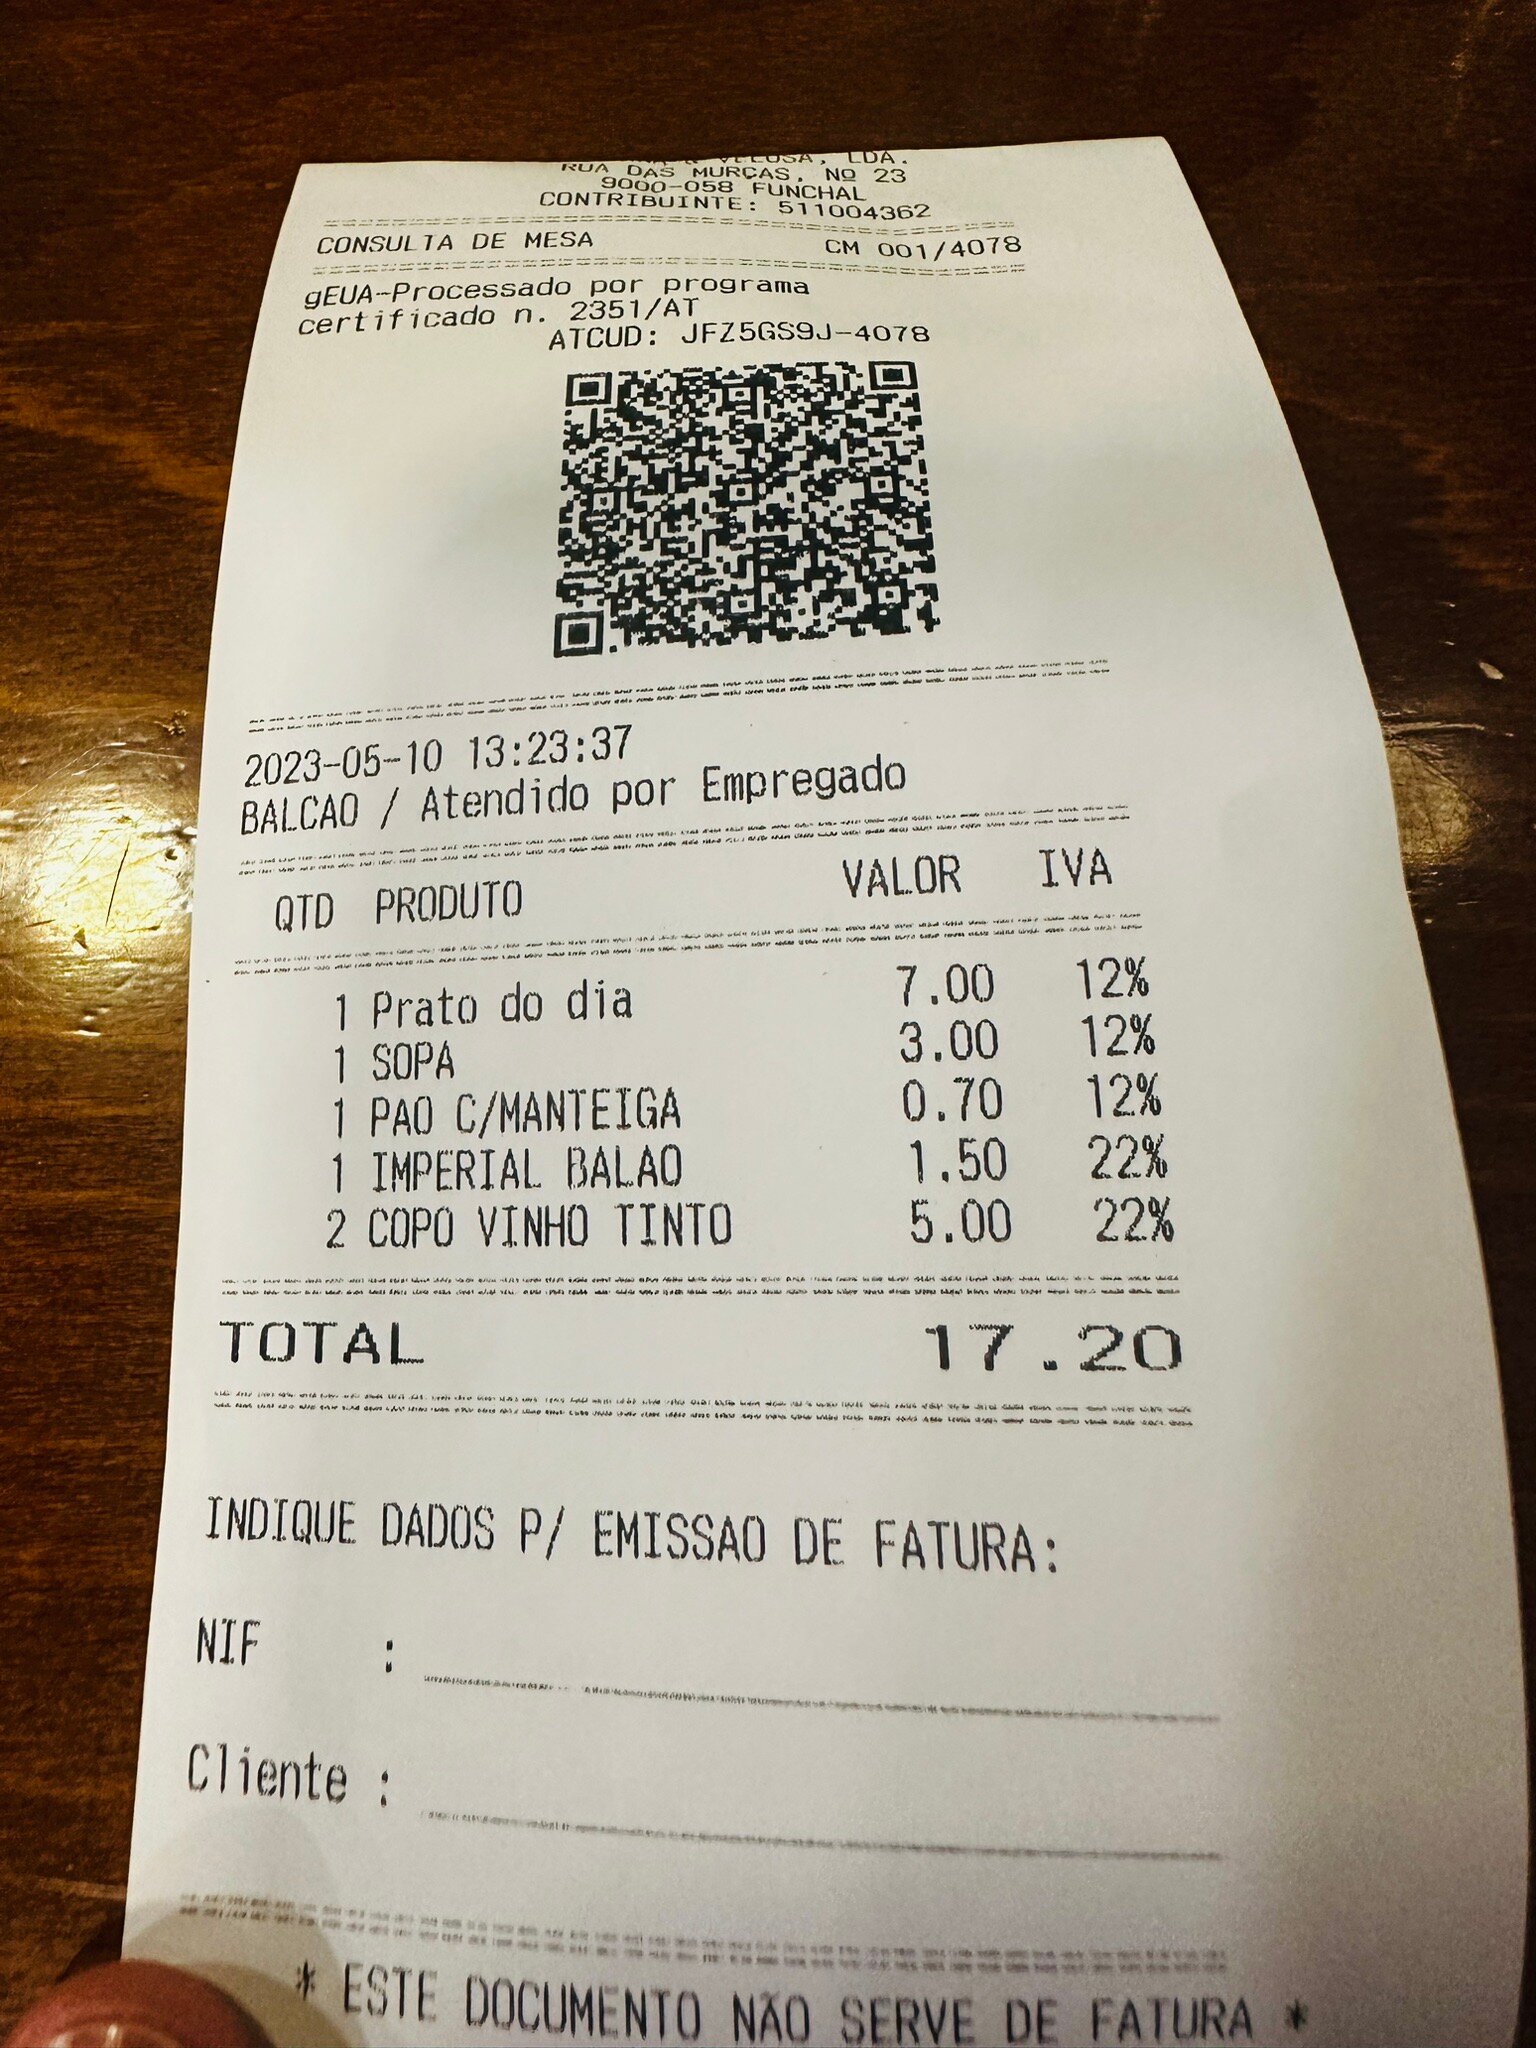 VELOSA, LDA.
RUA DAS MURÇAS, Nº 23
9000-058 FUNCHAL
CONTRIBUINTE: 511004362
CONSULTA DE MESA CM 001/4078
gEUA-Processado por programa
certificado n. 2351/AT
ATCUD: JFZ5GS9J-4078
2023-05-10 13:23:37
BALCAO / Atendido por Empregado
QTD PRODUTO VALOR IVA
1 Prato do dia 7.00 12%
1 SOPA 3.00 12%
1 PAO C/MANTEIGA 0.70 12%
1 IMPERIAL BALAO 1.50 22%
2 COPO VINHO TINTO 5.00 22%
TOTAL 17.20
INDIQUE DADOS P/ EMISSAO DE FATURA:
NIF :
Cliente :
* ESTE DOCUMENTO NÃO SERVE DE FATURA *